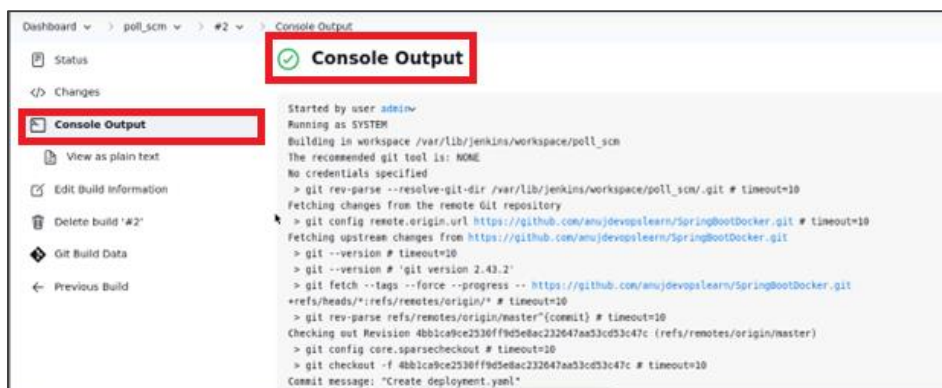 Dashboard > poll_scm > #2 > Console Output
Status
</> Changes
Console Output
View as plain text
Edit Build Information
Delete build '#2'
Git Build Data
Previous Build
Console Output
Started by user admin
Running as SYSTEM
Building in workspace /var/lib/jenkins/workspace/poll_scm
The recommended git tool is: NONE
No credentials specified
> git rev-parse --resolve-git-dir /var/lib/jenkins/workspace/poll_scm/.git # timeout=10
Fetching changes from the remote Git repository
> git config remote.origin.url https://github.com/anujdevopslearn/SpringBootDocker.git # timeout=10
Fetching upstream changes from https://github.com/anujdevopslearn/SpringBootDocker.git
> git --version # timeout=10
> git --version # 'git version 2.43.2'
> git fetch --tags --force --progress -- https://github.com/anujdevopslearn/SpringBootDocker.git
+refs/heads/*:refs/remotes/origin/* # timeout=10
> git rev-parse refs/remotes/origin/master^{commit} # timeout=10
Checking out Revision 4bb1ca9ce2530ff9d5e8ac232647aa53cd53c47c (refs/remotes/origin/master)
> git config core.sparsecheckout # timeout=10
> git checkout -f 4bb1ca9ce2530ff9d5e8ac232647aa53cd53c47c # timeout=10
Commit message: "Create deployment.yaml"